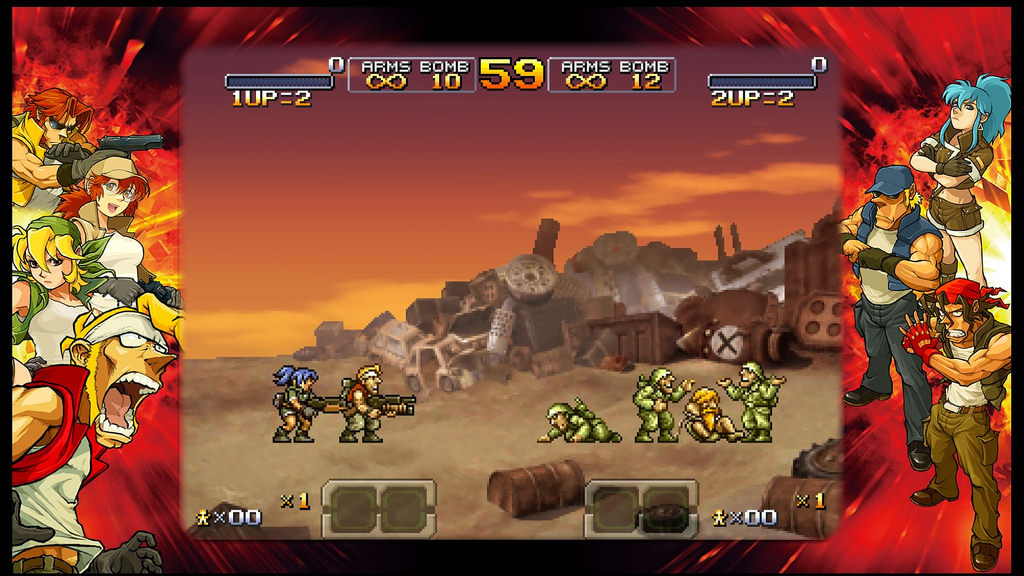 0 ARMS BOMB 59 ARMS BOMB 0
∞ 10 ∞ 12
1UP=2 2UP=2
×1 ×1
×00 ×00